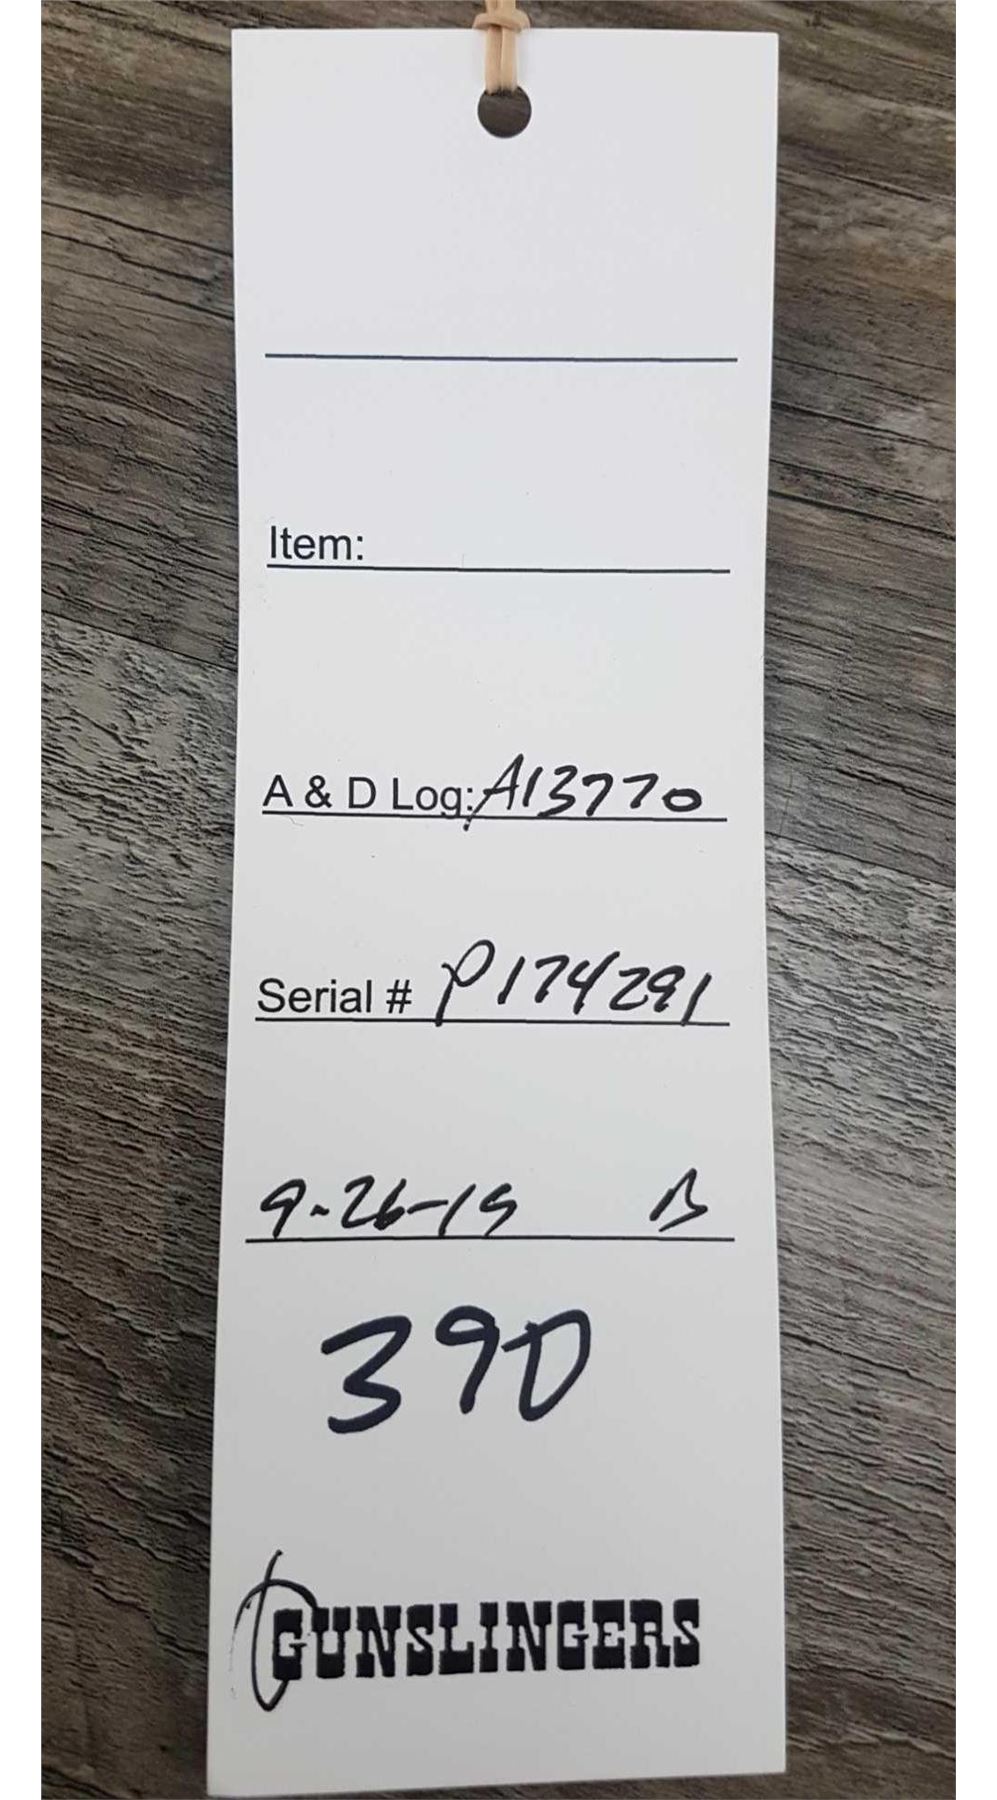 Item:
A & D Log: A13770
Serial # P174291
9-26-19 B
390
GUNSLINGERS